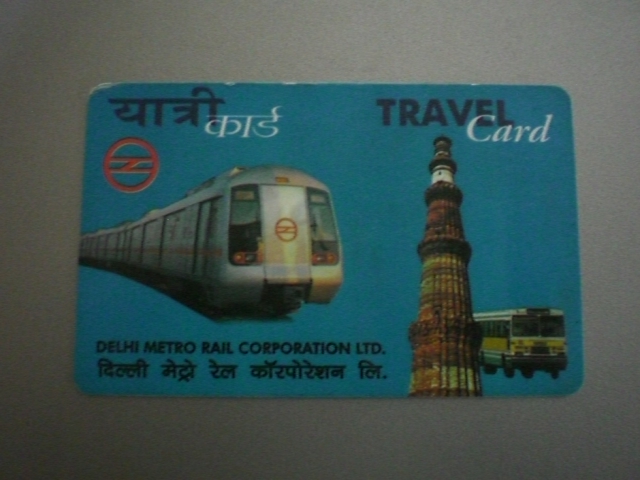 यात्री कार्ड
TRAVEL Card
DELHI METRO RAIL CORPORATION LTD.
दिल्ली मेट्रो रेल कॉरपोरेशन लि.